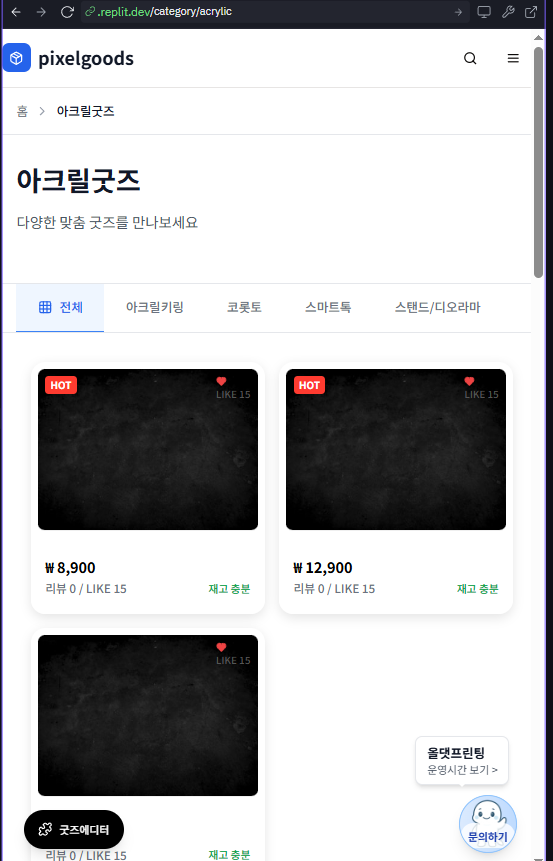 .replit.dev/category/acrylic
pixelgoods
홈 > 아크릴굿즈
아크릴굿즈
다양한 맞춤 굿즈를 만나보세요
전체 아크릴키링 코롯토 스마트톡 스탠드/디오라마
HOT
LIKE 15
₩ 8,900
리뷰 0 / LIKE 15 재고 충분
HOT
LIKE 15
₩ 12,900
리뷰 0 / LIKE 15 재고 충분
LIKE 15
리뷰 0 / LIKE 15 재고 충분
굿즈에디터
올댓프린팅
운영시간 보기 >
문의하기